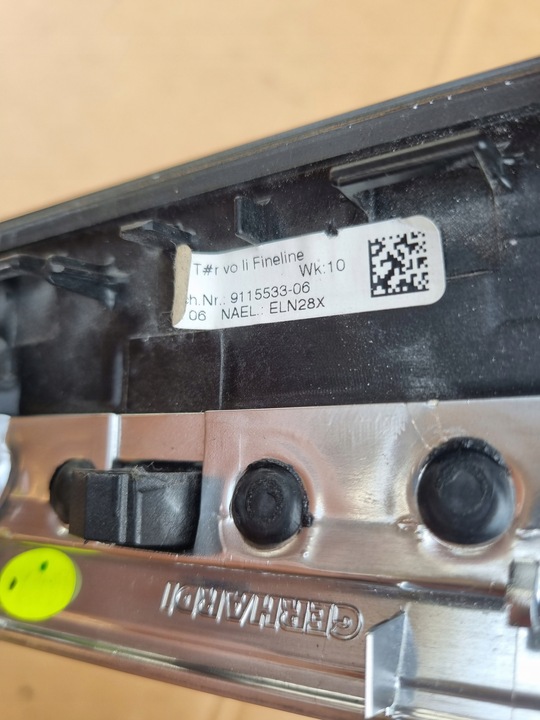 T#r vo li Fineline
Wk:10
h.Nr.: 9115533-06
06 NAEL.: ELN28X
GERHARDI